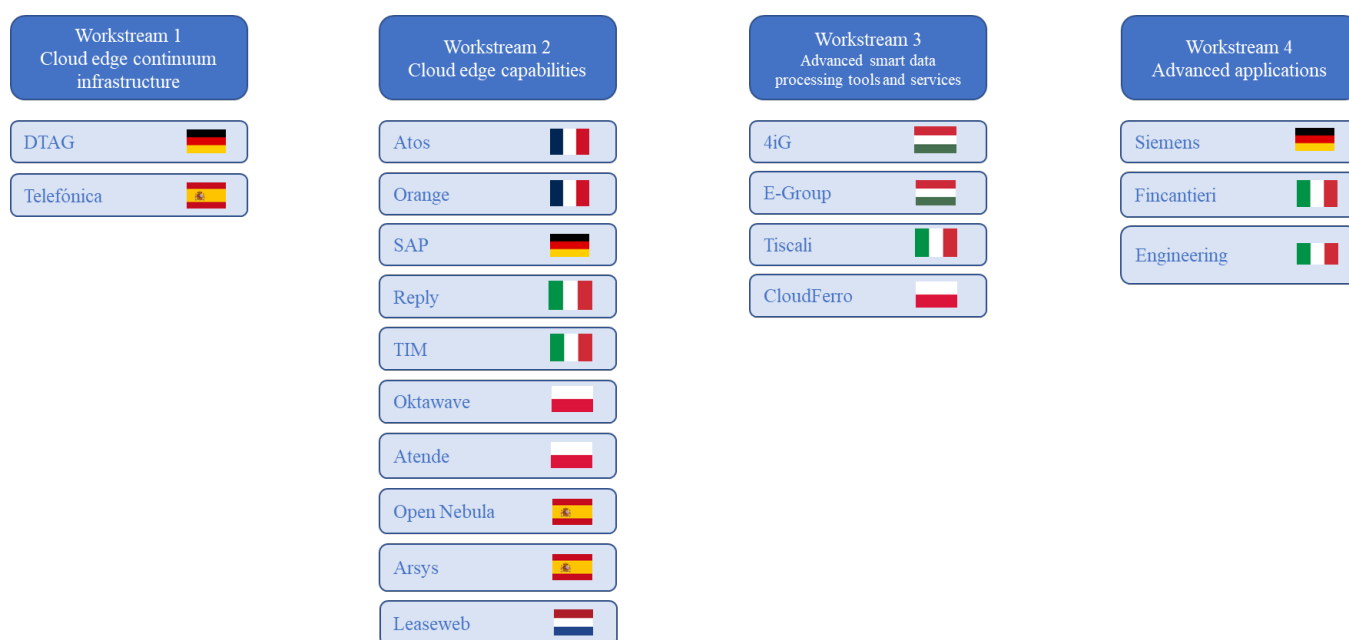 Workstream 1
Cloud edge continuum
infrastructure
DTAG
Telefónica
Workstream 2
Cloud edge capabilities
Atos
Orange
SAP
Reply
TIM
Oktawave
Atende
Open Nebula
Arsys
Leaseweb
Workstream 3
Advanced smart data
processing tools and services
4iG
E-Group
Tiscali
CloudFerro
Workstream 4
Advanced applications
Siemens
Fincantieri
Engineering